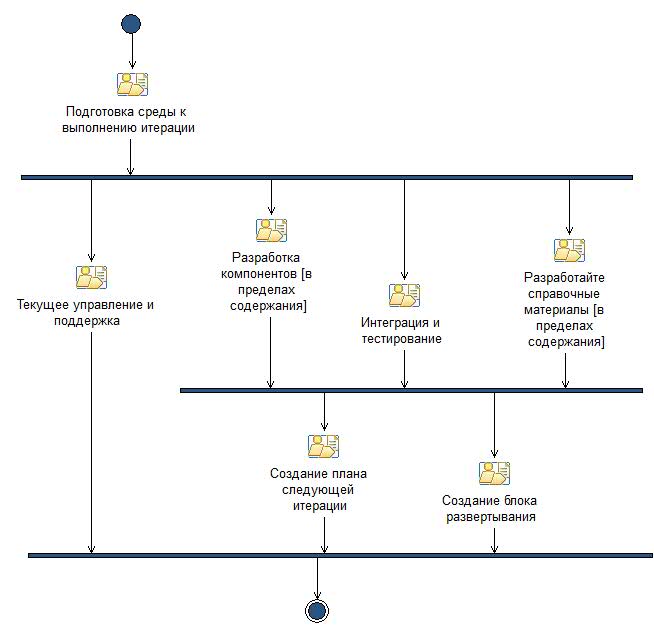 Подготовка среды к
выполнению итерации
Текущее управление и
поддержка
Разработка
компонентов [в
пределах
содержания]
Интеграция и
тестирование
Разработайте
справочные
материалы [в
пределах
содержания]
Создание плана
следующей
итерации
Создание блока
развертывания